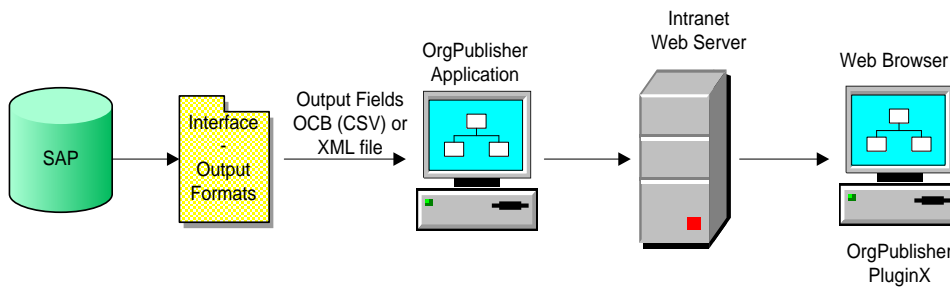 SAP
Interface
-
Output
Formats
Output Fields
OCB (CSV) or
XML file
OrgPublisher
Application
Intranet
Web Server
Web Browser
OrgPublisher
PluginX